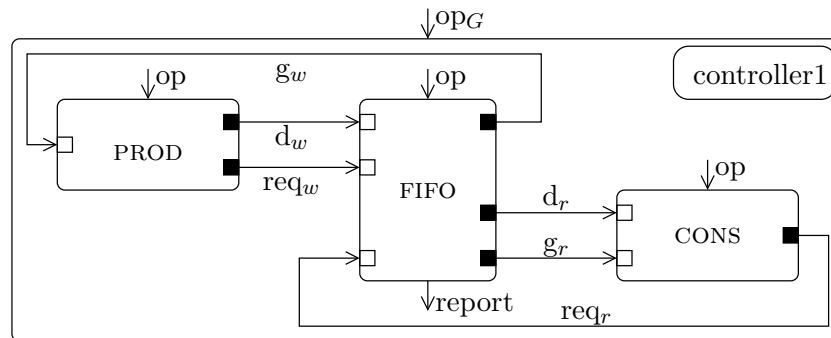 op_G
g_w
controller1
op
op
d_w
PROD
req_w
FIFO
op
d_r
CONS
g_r
report
req_r